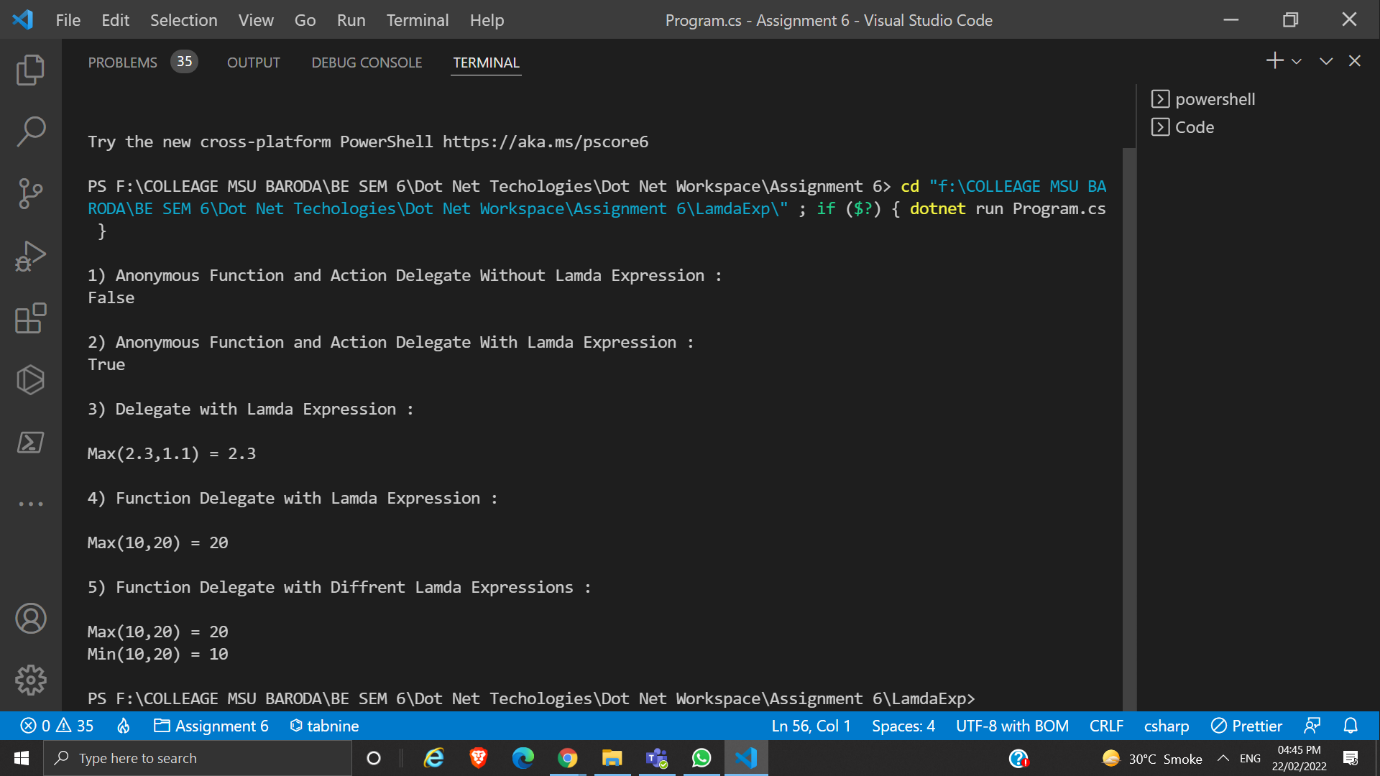 File Edit Selection View Go Run Terminal Help
Program.cs - Assignment 6 - Visual Studio Code
PROBLEMS 35 OUTPUT DEBUG CONSOLE TERMINAL
powershell
Code
Try the new cross-platform PowerShell https://aka.ms/pscore6
PS F:\COLLEAGE MSU BARODA\BE SEM 6\Dot Net Techologies\Dot Net Workspace\Assignment 6> cd "f:\COLLEAGE MSU BA
RODA\BE SEM 6\Dot Net Techologies\Dot Net Workspace\Assignment 6\LamdaExp\" ; if ($?) { dotnet run Program.cs
}
1) Anonymous Function and Action Delegate Without Lamda Expression :
False
2) Anonymous Function and Action Delegate With Lamda Expression :
True
3) Delegate with Lamda Expression :
Max(2.3,1.1) = 2.3
4) Function Delegate with Lamda Expression :
Max(10,20) = 20
5) Function Delegate with Diffrent Lamda Expressions :
Max(10,20) = 20
Min(10,20) = 10
PS F:\COLLEAGE MSU BARODA\BE SEM 6\Dot Net Techologies\Dot Net Workspace\Assignment 6\LamdaExp>
0 35 Assignment 6 tabnine Ln 56, Col 1 Spaces: 4 UTF-8 with BOM CRLF csharp Prettier
Type here to search
30°C Smoke ENG
04:45 PM
22/02/2022